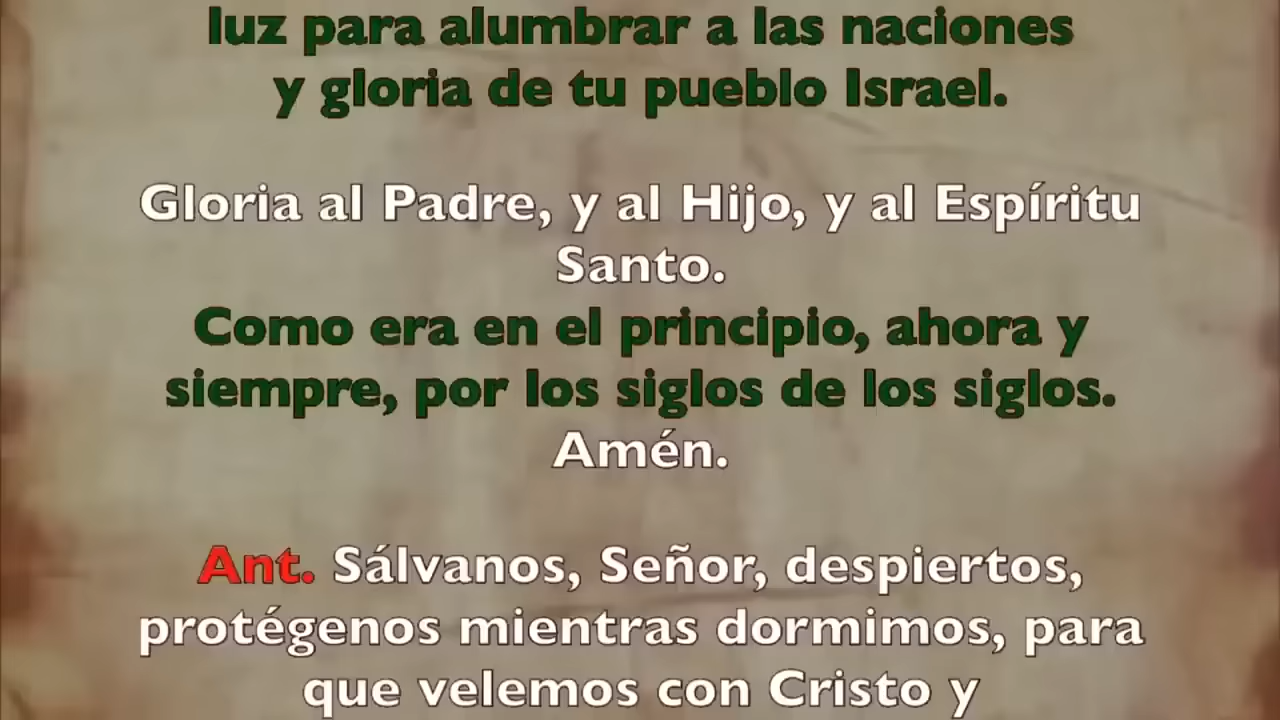 luz para alumbrar a las naciones
y gloria de tu pueblo Israel.
Gloria al Padre, y al Hijo, y al Espíritu
Santo.
Como era en el principio, ahora y
siempre, por los siglos de los siglos.
Amén.
Ant. Sálvanos, Señor, despiertos,
protégenos mientras dormimos, para
que velemos con Cristo y